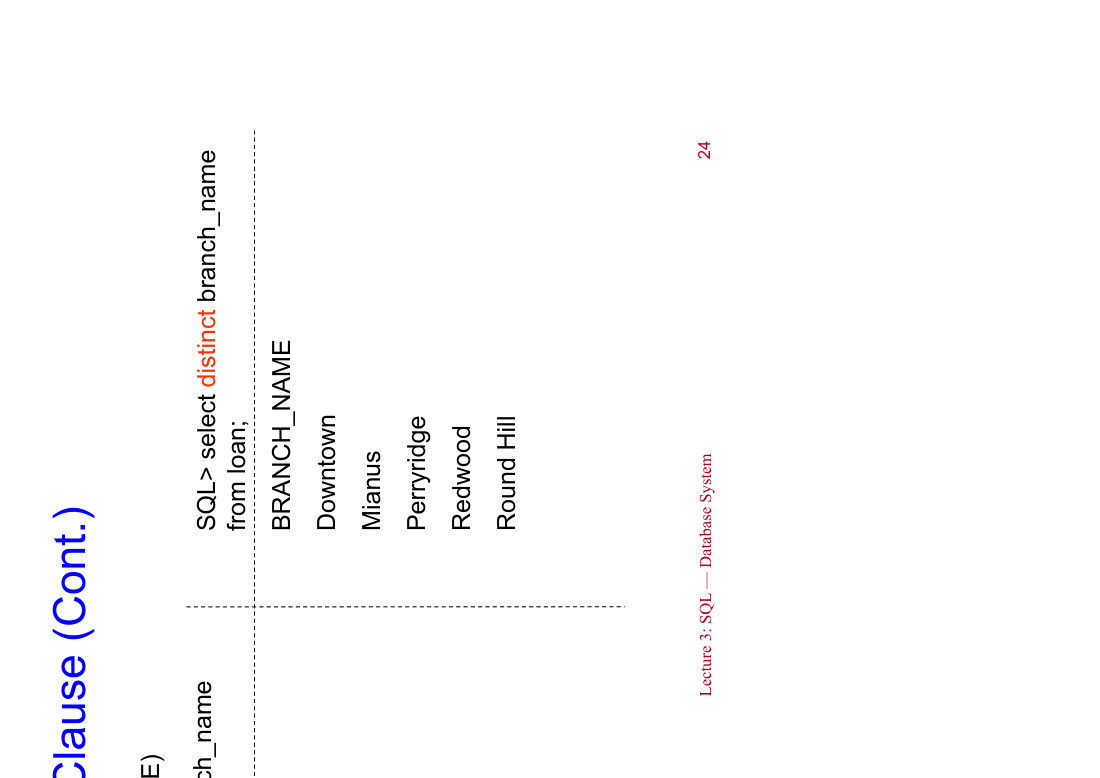 Clause (Cont.)
E)
ch_name
SQL> select distinct branch_name
from loan;
BRANCH_NAME
Downtown
Mianus
Perryridge
Redwood
Round Hill
Lecture 3: SQL — Database System
24